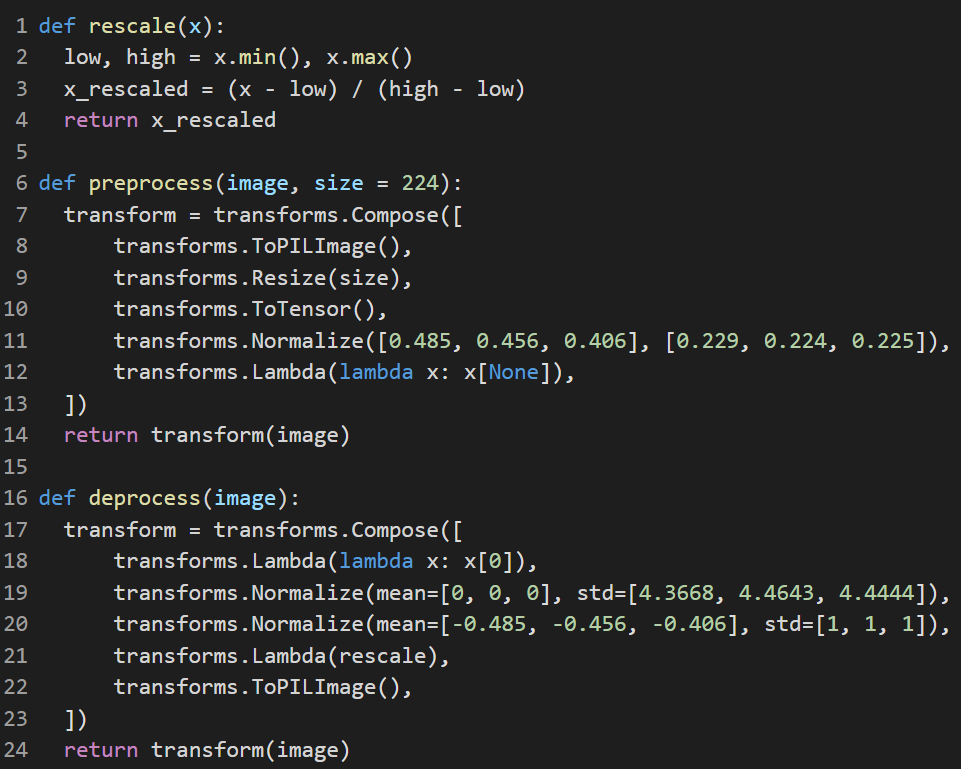 1 def rescale(x):
2   low, high = x.min(), x.max()
3   x_rescaled = (x - low) / (high - low)
4   return x_rescaled
5
6 def preprocess(image, size = 224):
7   transform = transforms.Compose([
8       transforms.ToPILImage(),
9       transforms.Resize(size),
10       transforms.ToTensor(),
11       transforms.Normalize([0.485, 0.456, 0.406], [0.229, 0.224, 0.225]),
12       transforms.Lambda(lambda x: x[None]),
13   ])
14   return transform(image)
15
16 def deprocess(image):
17   transform = transforms.Compose([
18       transforms.Lambda(lambda x: x[0]),
19       transforms.Normalize(mean=[0, 0, 0], std=[4.3668, 4.4643, 4.4444]),
20       transforms.Normalize(mean=[-0.485, -0.456, -0.406], std=[1, 1, 1]),
21       transforms.Lambda(rescale),
22       transforms.ToPILImage(),
23   ])
24   return transform(image)